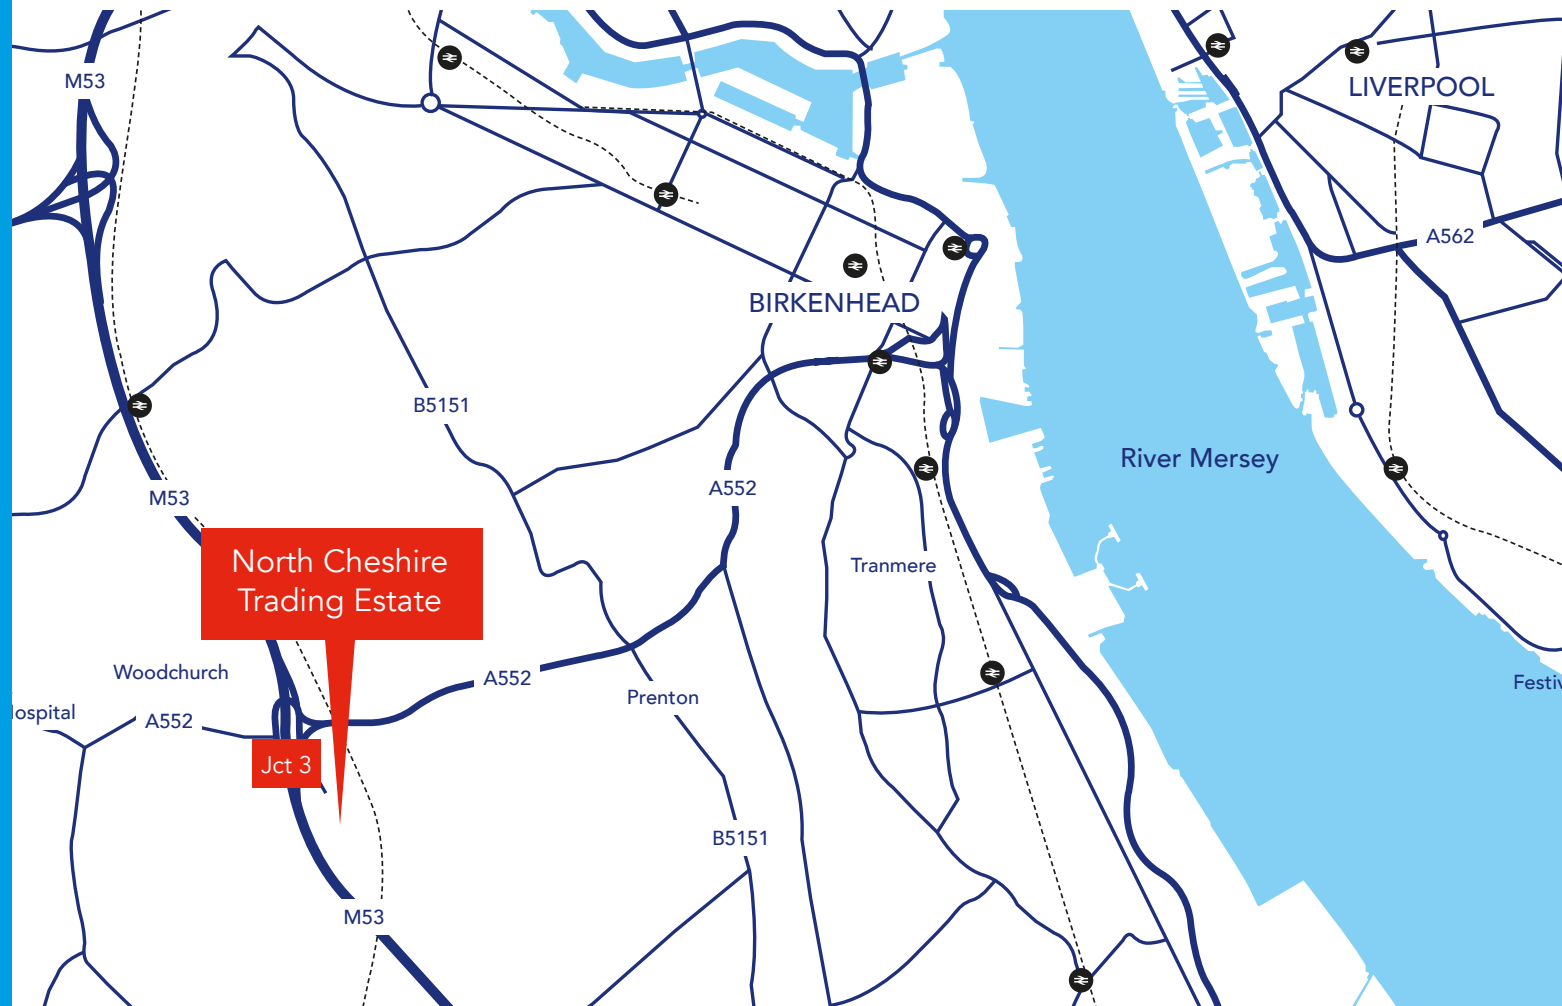 M53
LIVERPOOL
A562
BIRKENHEAD
B5151
River Mersey
A552
M53
North Cheshire
Trading Estate
Tranmere
Woodchurch
A552
Prenton
Festiv
ospital
A552
Jct 3
B5151
M53